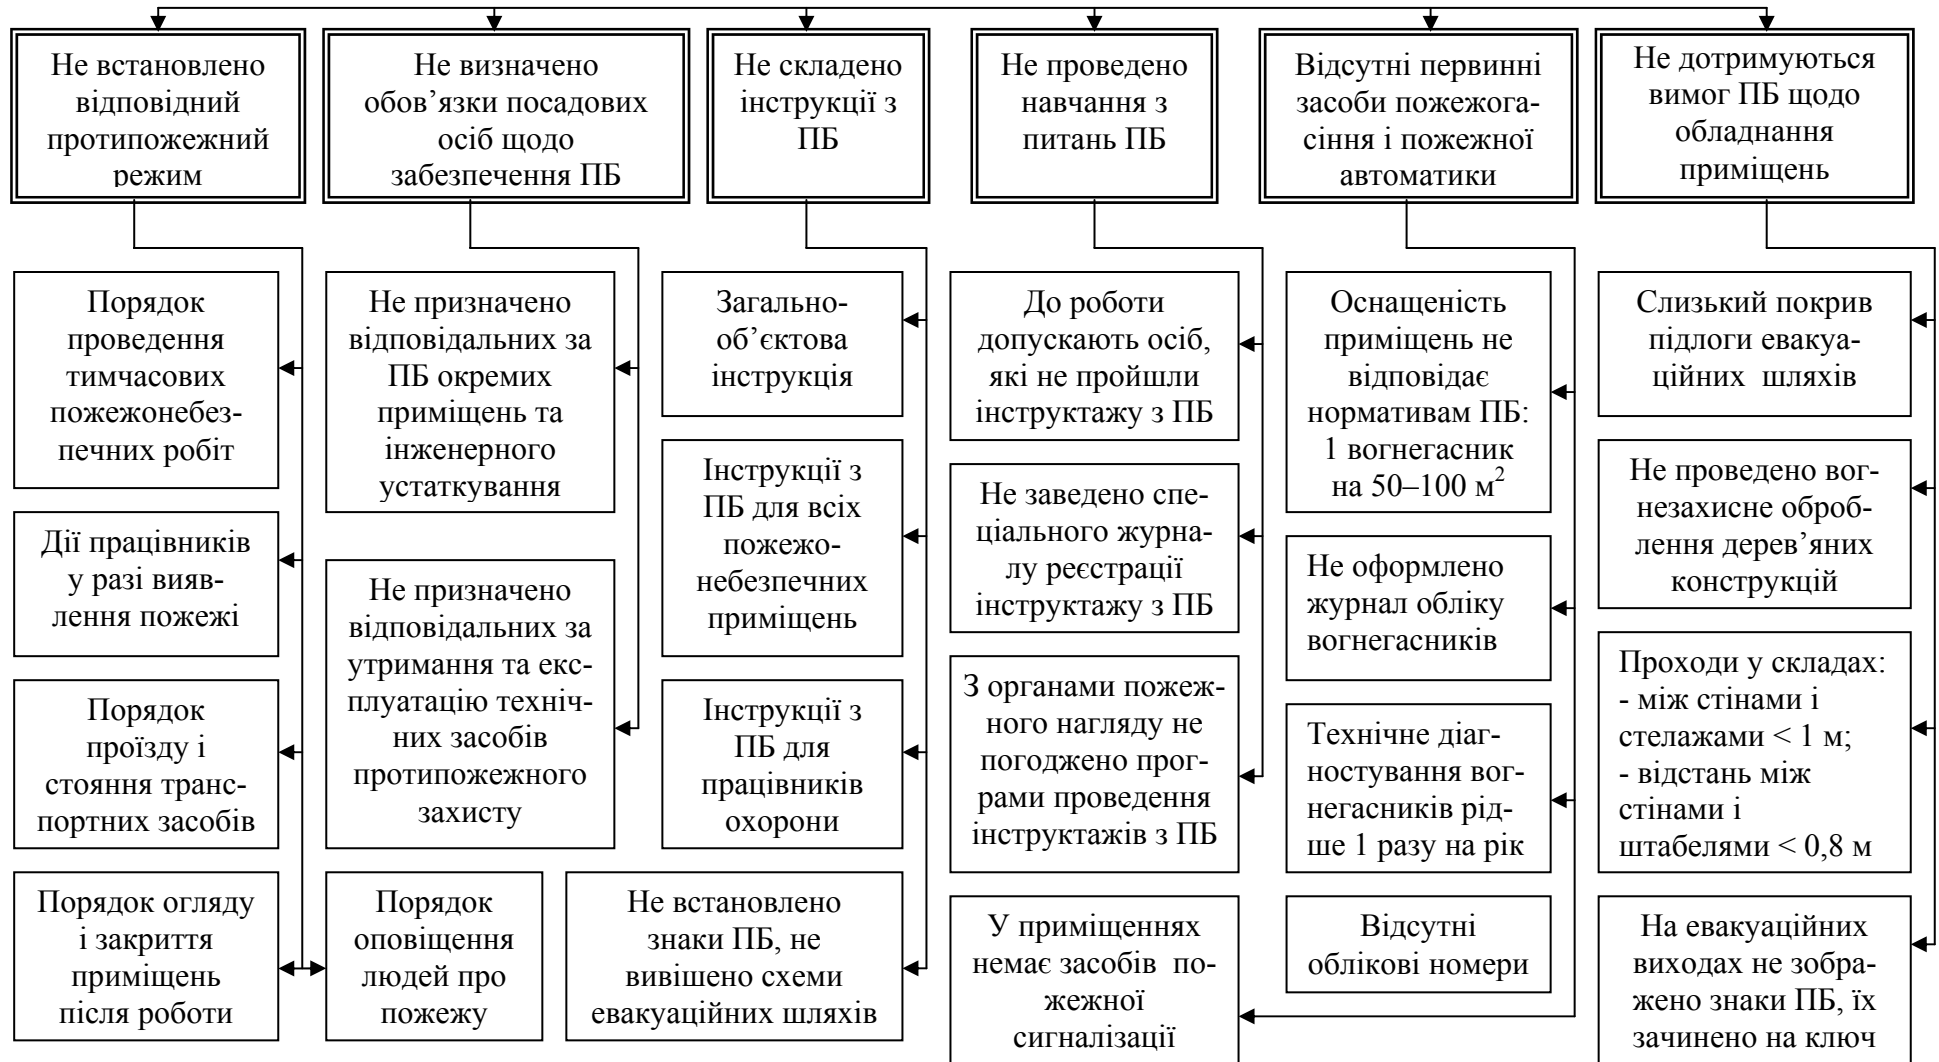 Не встановлено
відповідний
протипожежний
режим
Не визначено
обов’язки посадових
осіб щодо
забезпечення ПБ
Не складено
інструкції з
ПБ
Не проведено
навчання з
питань ПБ
Відсутні первинні
засоби пожежога-
сіння і пожежної
автоматики
Не дотримуються
вимог ПБ щодо
обладнання
приміщень
Порядок
проведення
тимчасових
пожежонебез-
печних робіт
Дії працівників
у разі вияв-
лення пожежі
Порядок
проїзду і
стояння транс-
портних засобів
Порядок огляду
і закриття
приміщень
після роботи
Порядок
оповіщення
людей про
пожежу
Не призначено
відповідальних за
ПБ окремих
приміщень та
інженерного
устаткування
Не призначено
відповідальних за
утримання та екс-
плуатацію техніч-
них засобів
протипожежного
захисту
Загально-
об’єктова
інструкція
Інструкції з
ПБ для всіх
пожежо-
небезпечних
приміщень
Інструкції з
ПБ для
працівників
охорони
Не встановлено
знаки ПБ, не
вивішено схеми
евакуаційних шляхів
До роботи
допускають осіб,
які не пройшли
інструктажу з ПБ
Не заведено спе-
ціального журна-
лу реєстрації
інструктажу з ПБ
З органами пожеж-
ного нагляду не
погоджено прог-
рами проведення
інструктажів з ПБ
У приміщеннях
немає засобів по-
жежної
сигналізації
Оснащеність
приміщень не
відповідає
нормативам ПБ:
1 вогнегасник
на 50–100 м²
Не оформлено
журнал обліку
вогнегасників
Технічне діаг-
ностування вог-
негасників рід-
ше 1 разу на рік
Відсутні
облікові номери
Слизький покрив
підлоги евакуа-
ційних шляхів
Не проведено вог-
незахисне оброб-
лення дерев’яних
конструкцій
Проходи у складах:
- між стінами і
стелажами < 1 м;
- відстань між
стінами і
штабелями < 0,8 м
На евакуаційних
виходах не зобра-
жено знаки ПБ, їх
зачинено на ключ